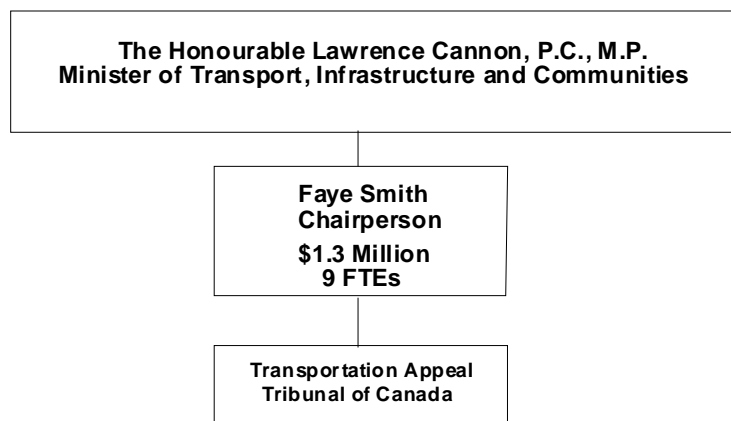 The Honourable Lawrence Cannon, P.C., M.P.
Minister of Transport, Infrastructure and Communities
Faye Smith
Chairperson
$1.3 Million
9 FTEs
Transportation Appeal
Tribunal of Canada